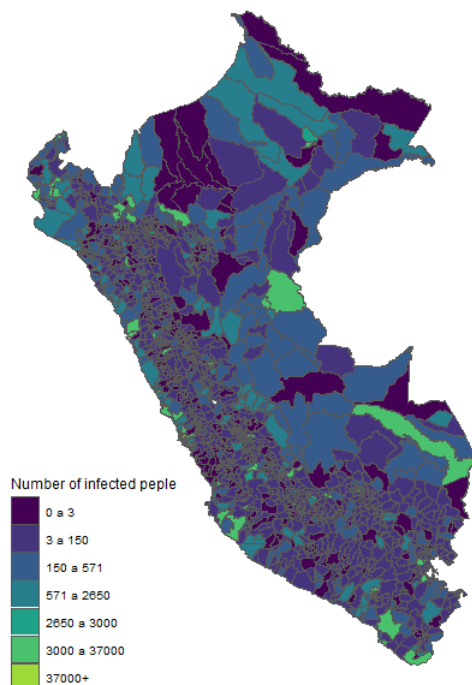 Number of infected peple
0 a 3
3 a 150
150 a 571
571 a 2650
2650 a 3000
3000 a 37000
37000+